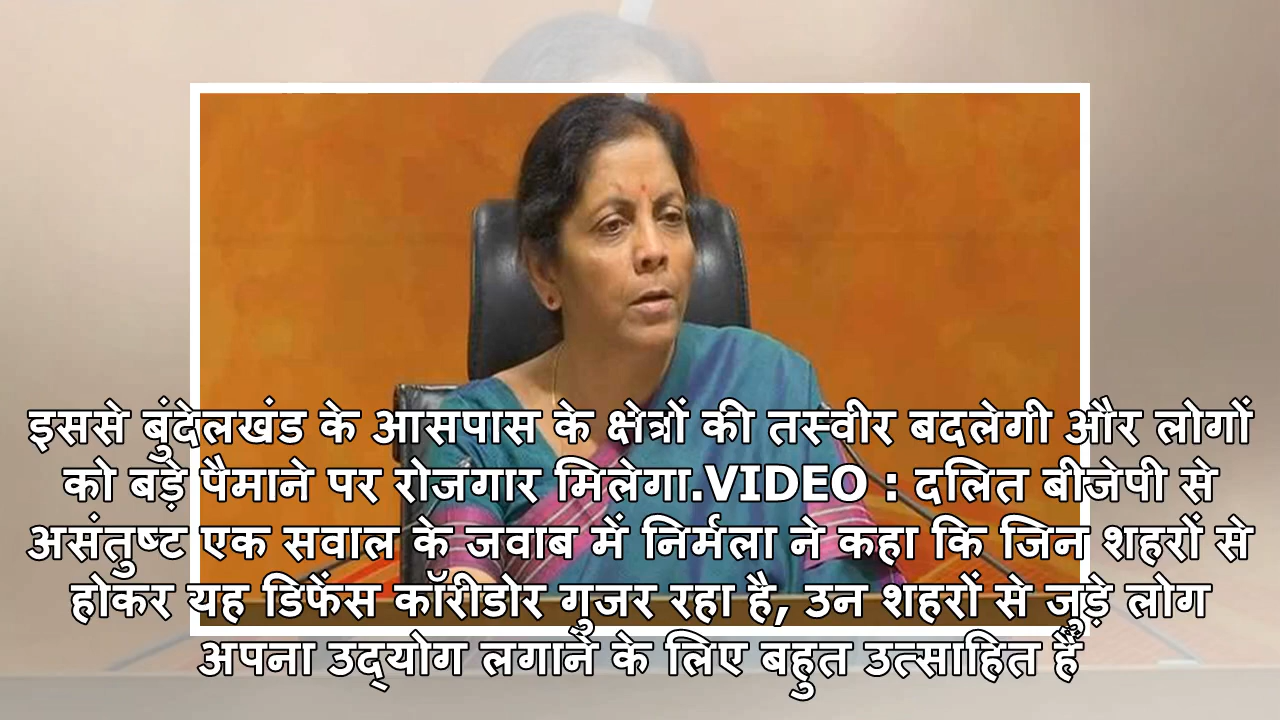 इससे बुंदेलखंड के आसपास के क्षेत्रों की तस्वीर बदलेगी और लोगों
को बड़े पैमाने पर रोजगार मिलेगा.VIDEO : दलित बीजेपी से
असंतुष्ट एक सवाल के जवाब में निर्मला ने कहा कि जिन शहरों से
होकर यह डिफेंस कॉरीडोर गुजर रहा है, उन शहरों से जुड़े लोग
अपना उद्योग लगाने के लिए बहुत उत्साहित हैं